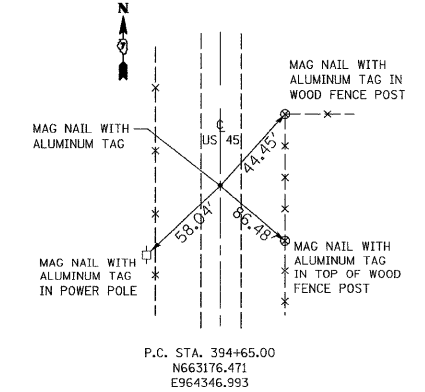 N
MAG NAIL WITH
ALUMINUM TAG IN
WOOD FENCE POST
MAG NAIL WITH
ALUMINUM TAG
℄
US 45
44.45'
58.04'
86.48'
MAG NAIL WITH
ALUMINUM TAG
IN POWER POLE
MAG NAIL WITH
ALUMINUM TAG
IN TOP OF WOOD
FENCE POST
P.C. STA. 394+65.00
N663176.471
E964346.993